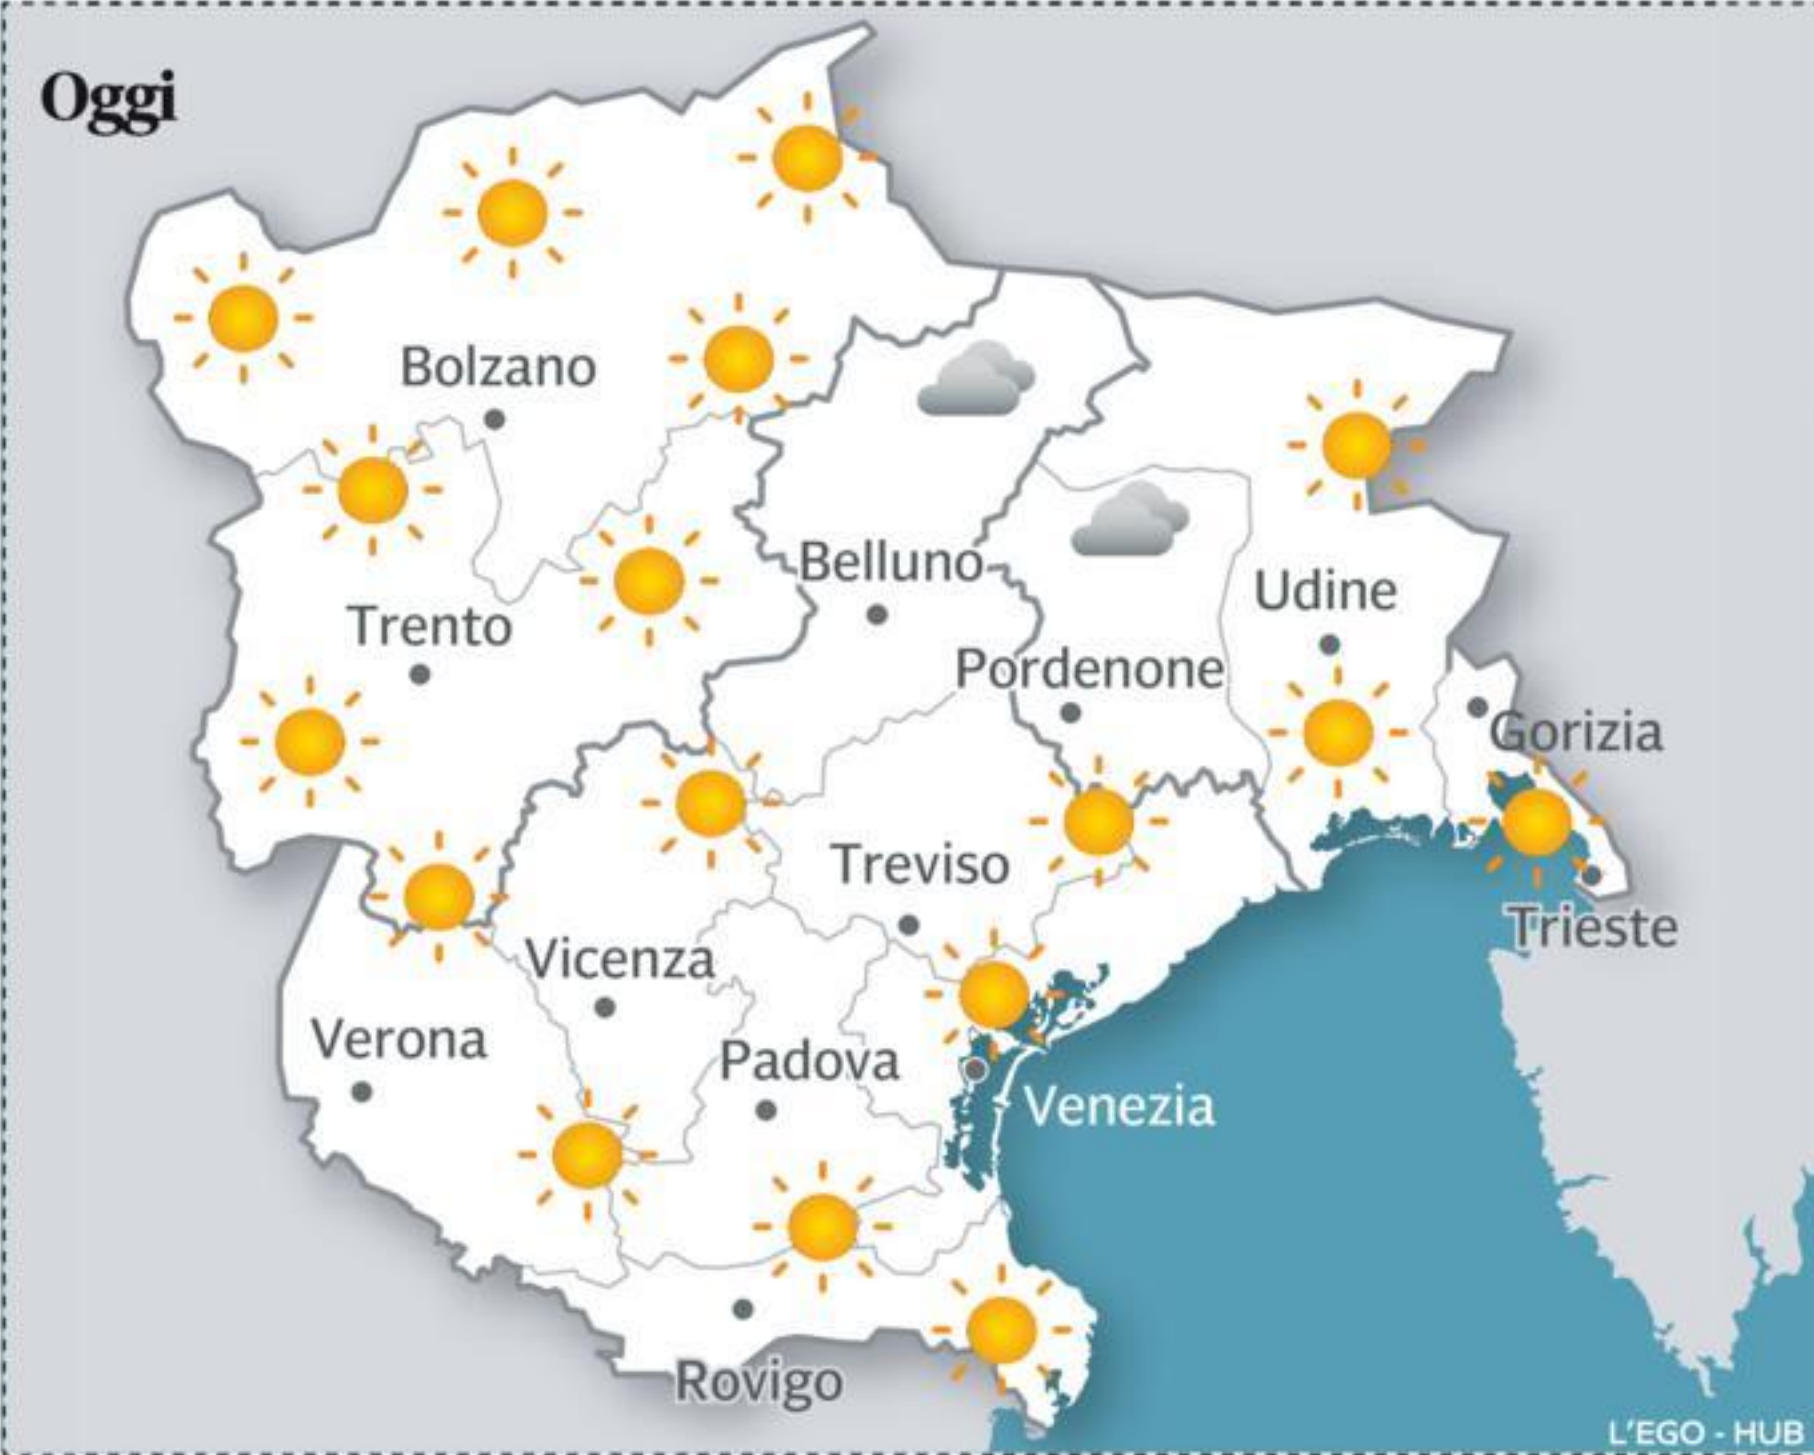 Oggi
Bolzano
Belluno
Udine
Trento
Pordenone
Gorizia
Treviso
Trieste
Vicenza
Verona
Padova
Venezia
Rovigo
L'EGO - HUB